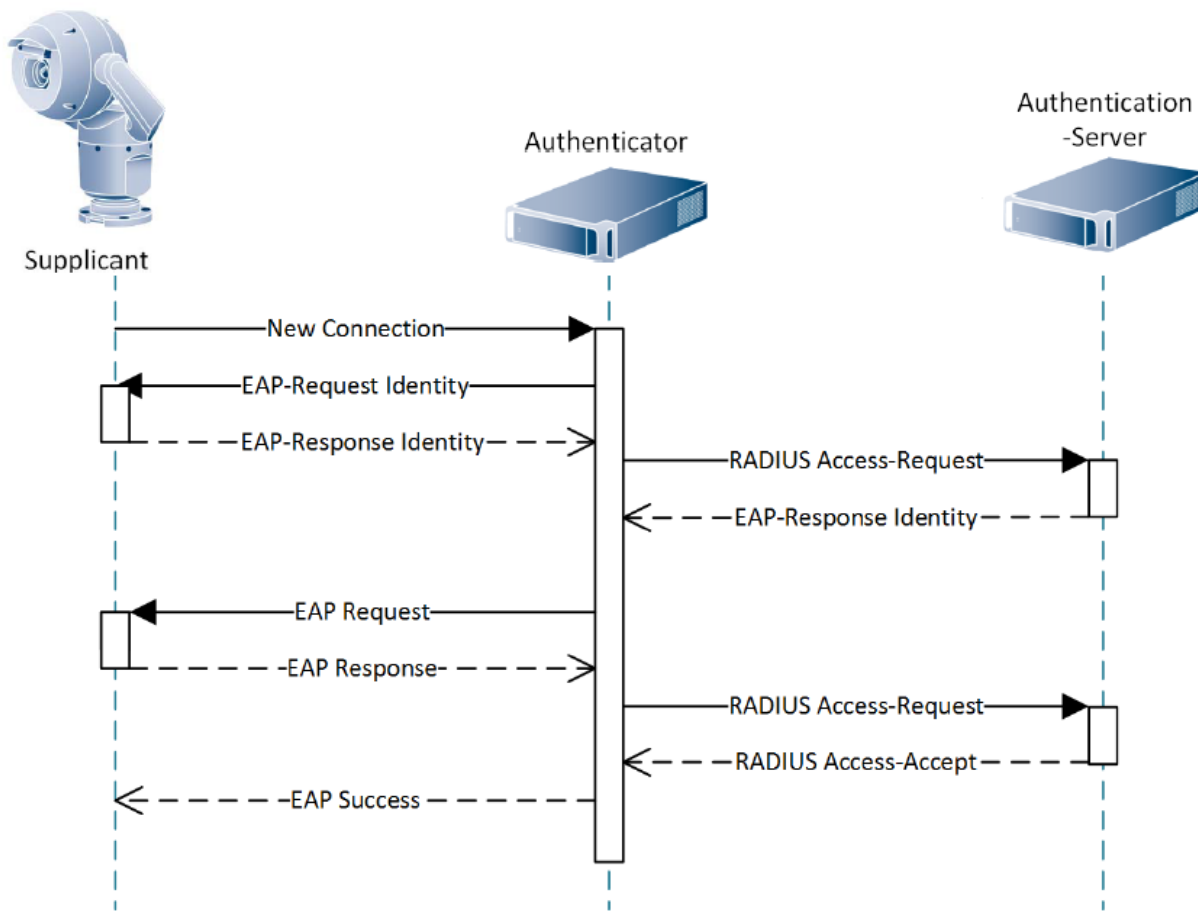 Authentication
-Server
Authenticator
Supplicant
New Connection
EAP-Request Identity
EAP-Response Identity
RADIUS Access-Request
EAP-Response Identity
EAP Request
EAP Response
RADIUS Access-Request
RADIUS Access-Accept
EAP Success